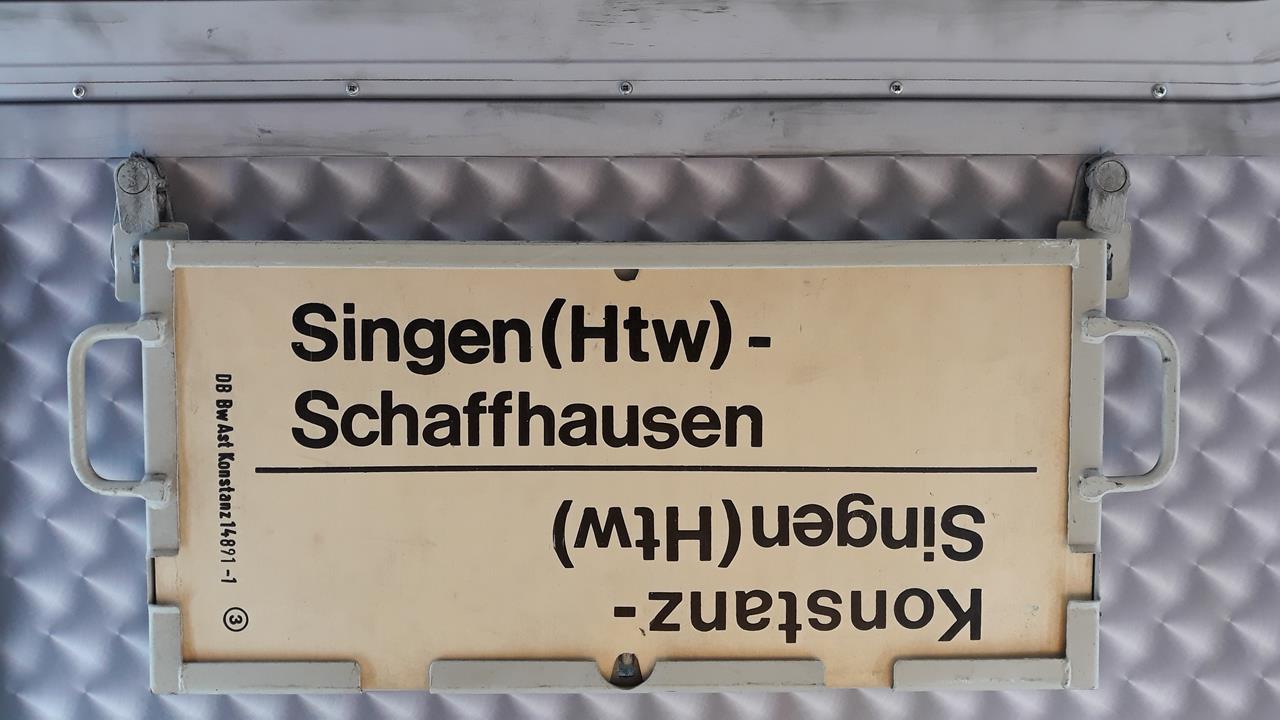 Singen (Htw) -
Schaffhausen
Konstanz-
Singen (Htw)
DB Bw Ast Konstanz 14891 -1
3